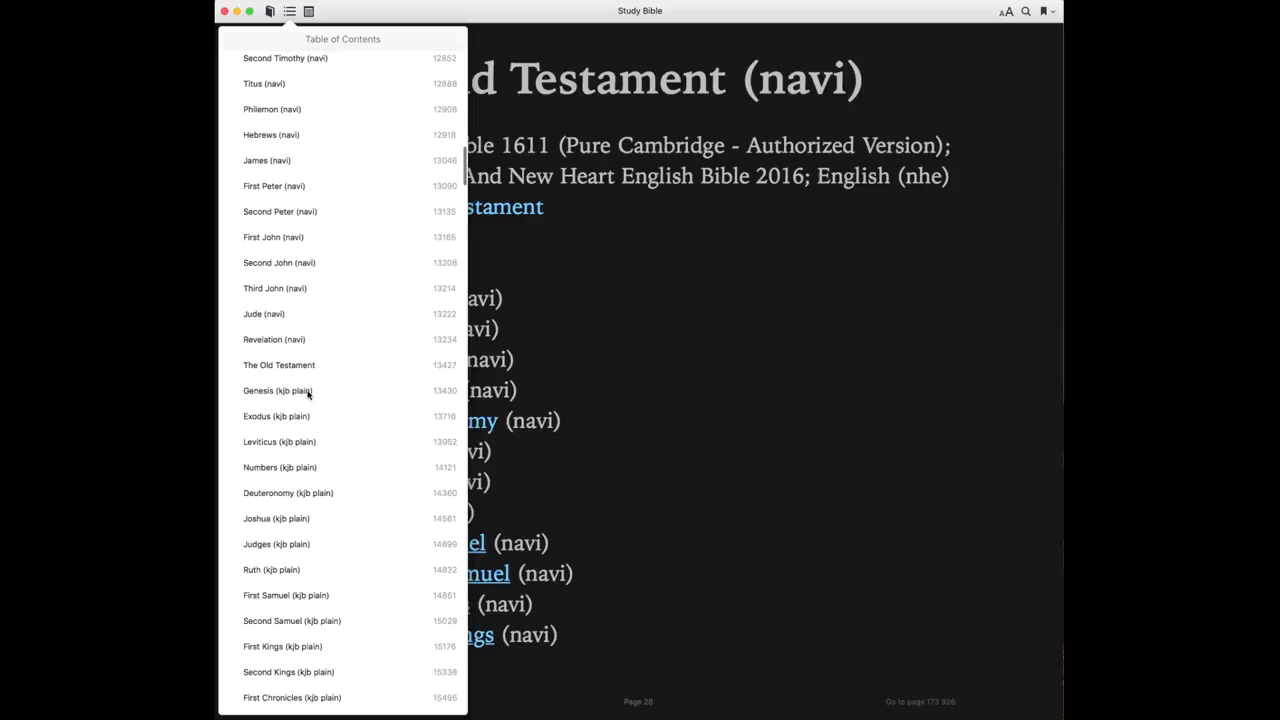 Study Bible
AA
Table of Contents
Second Timothy (navi) 12852
Titus (navi) 12888
Philemon (navi) 12908
Hebrews (navi) 12918
James (navi) 13046
First Peter (navi) 13090
Second Peter (navi) 13135
First John (navi) 13165
Second John (navi) 13208
Third John (navi) 13214
Jude (navi) 13222
Revelation (navi) 13234
The Old Testament 13427
Genesis (kjb plain) 13430
Exodus (kjb plain) 13716
Leviticus (kjb plain) 13952
Numbers (kjb plain) 14121
Deuteronomy (kjb plain) 14360
Joshua (kjb plain) 14561
Judges (kjb plain) 14699
Ruth (kjb plain) 14832
First Samuel (kjb plain) 14851
Second Samuel (kjb plain) 15029
First Kings (kjb plain) 15176
Second Kings (kjb plain) 15338
First Chronicles (kjb plain) 15495
d Testament (navi)
ble 1611 (Pure Cambridge - Authorized Version);
And New Heart English Bible 2016; English (nhe)
stament
avi)
avi)
navi)
(navi)
my (navi)
vi)
vi)
)
el (navi)
muel (navi)
(navi)
ngs (navi)
Page 28
Go to page 173 926